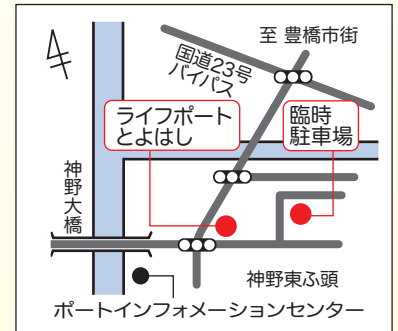 至 豊橋市街
国道23号
バイパス
ライフポート
とよはし
臨時
駐車場
神野大橋
神野東ふ頭
ポートインフォメーションセンター